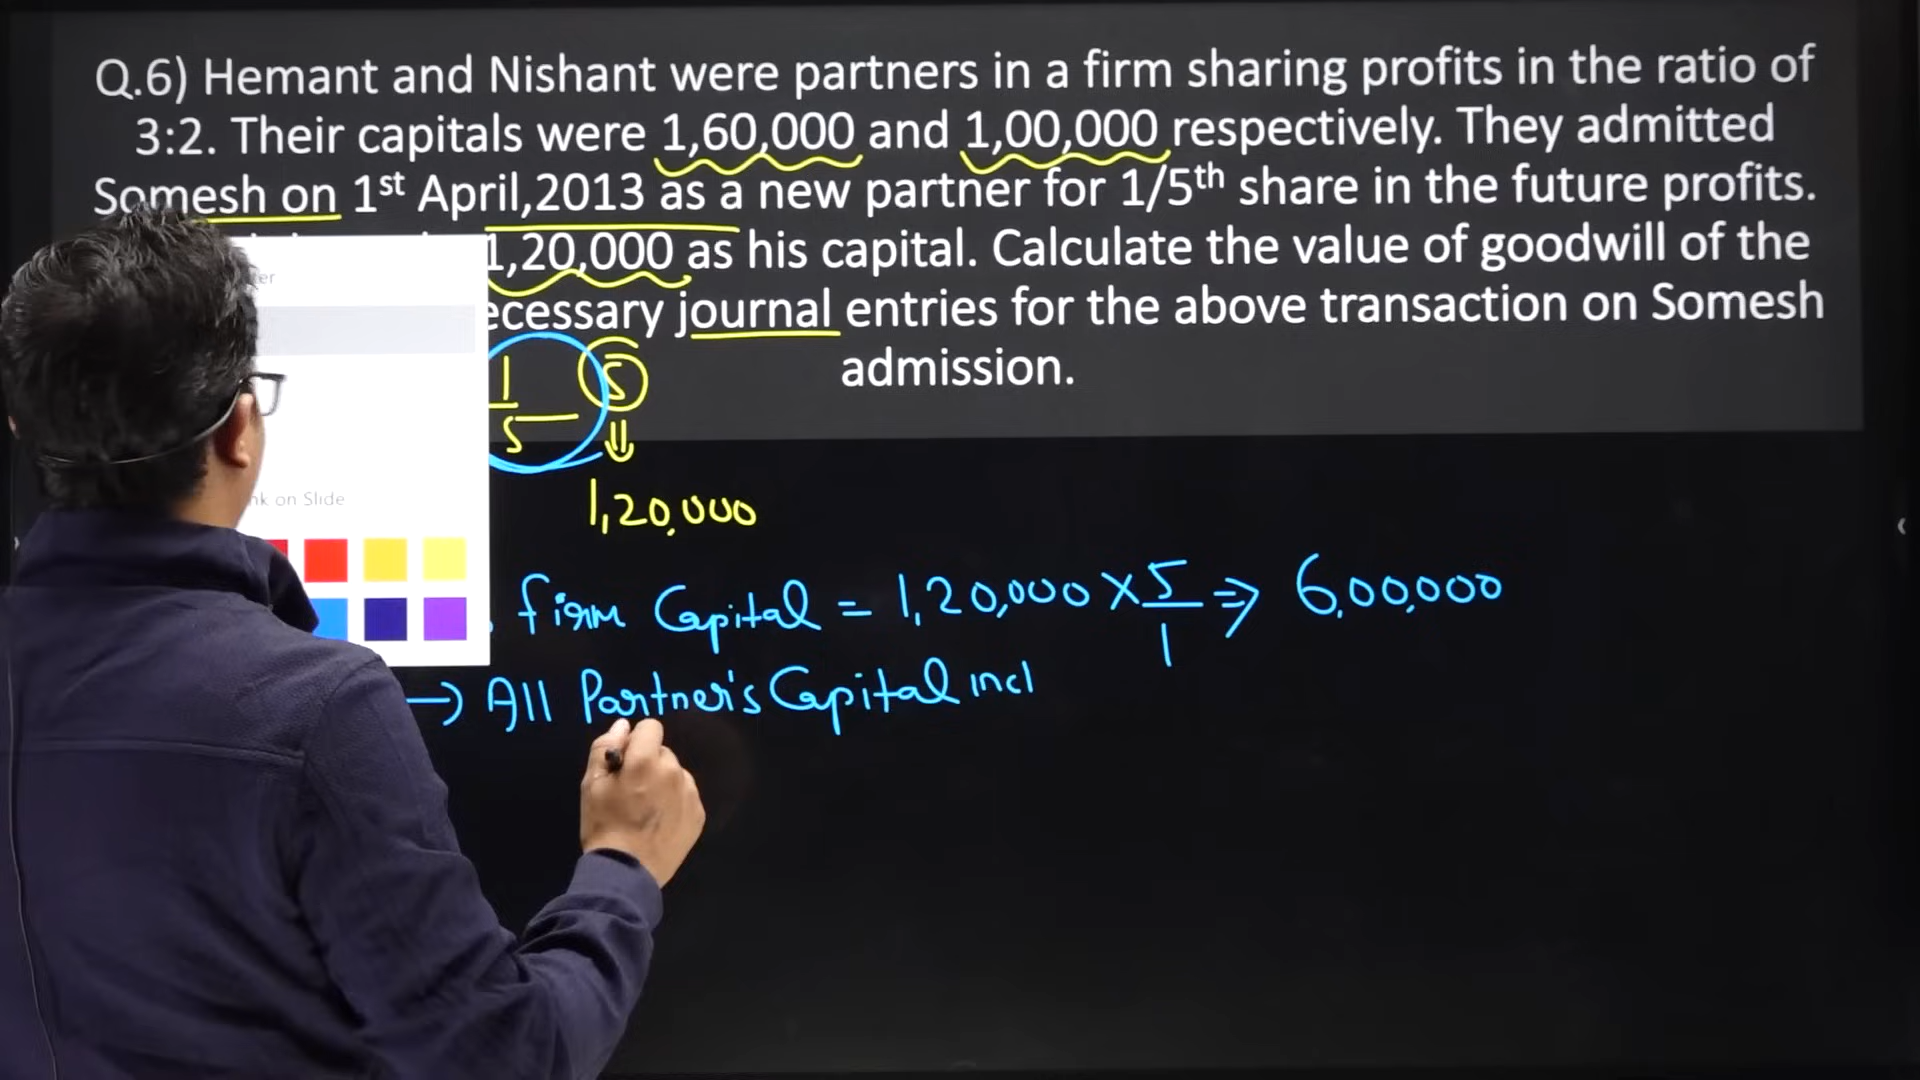 Q.6) Hemant and Nishant were partners in a firm sharing profits in the ratio of
3:2. Their capitals were 1,60,000 and 1,00,000 respectively. They admitted
Somesh on 1st April,2013 as a new partner for 1/5th share in the future profits.
1,20,000 as his capital. Calculate the value of goodwill of the
ecessary journal entries for the above transaction on Somesh
admission.
1/5 5
1,20,000
nk on Slide
firm Capital = 1,20,000 × 5/1 ⇒ 6,00,000
→ All Partner's Capital incl